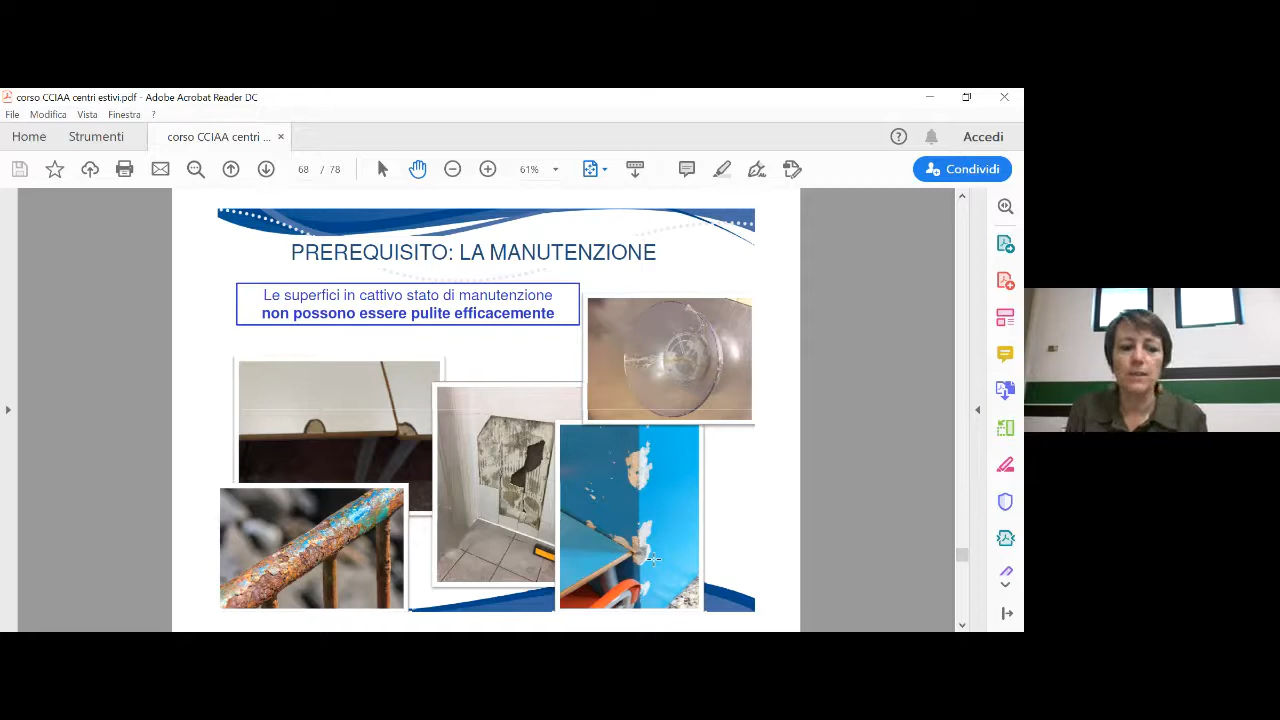 corso CCIAA centri estivi.pdf - Adobe Acrobat Reader DC
File Modifica Vista Finestra ?
Home Strumenti corso CCIAA centri ... × Accedi
68 / 78 61% Condividi
PREREQUISITO: LA MANUTENZIONE
Le superfici in cattivo stato di manutenzione
non possono essere pulite efficacemente